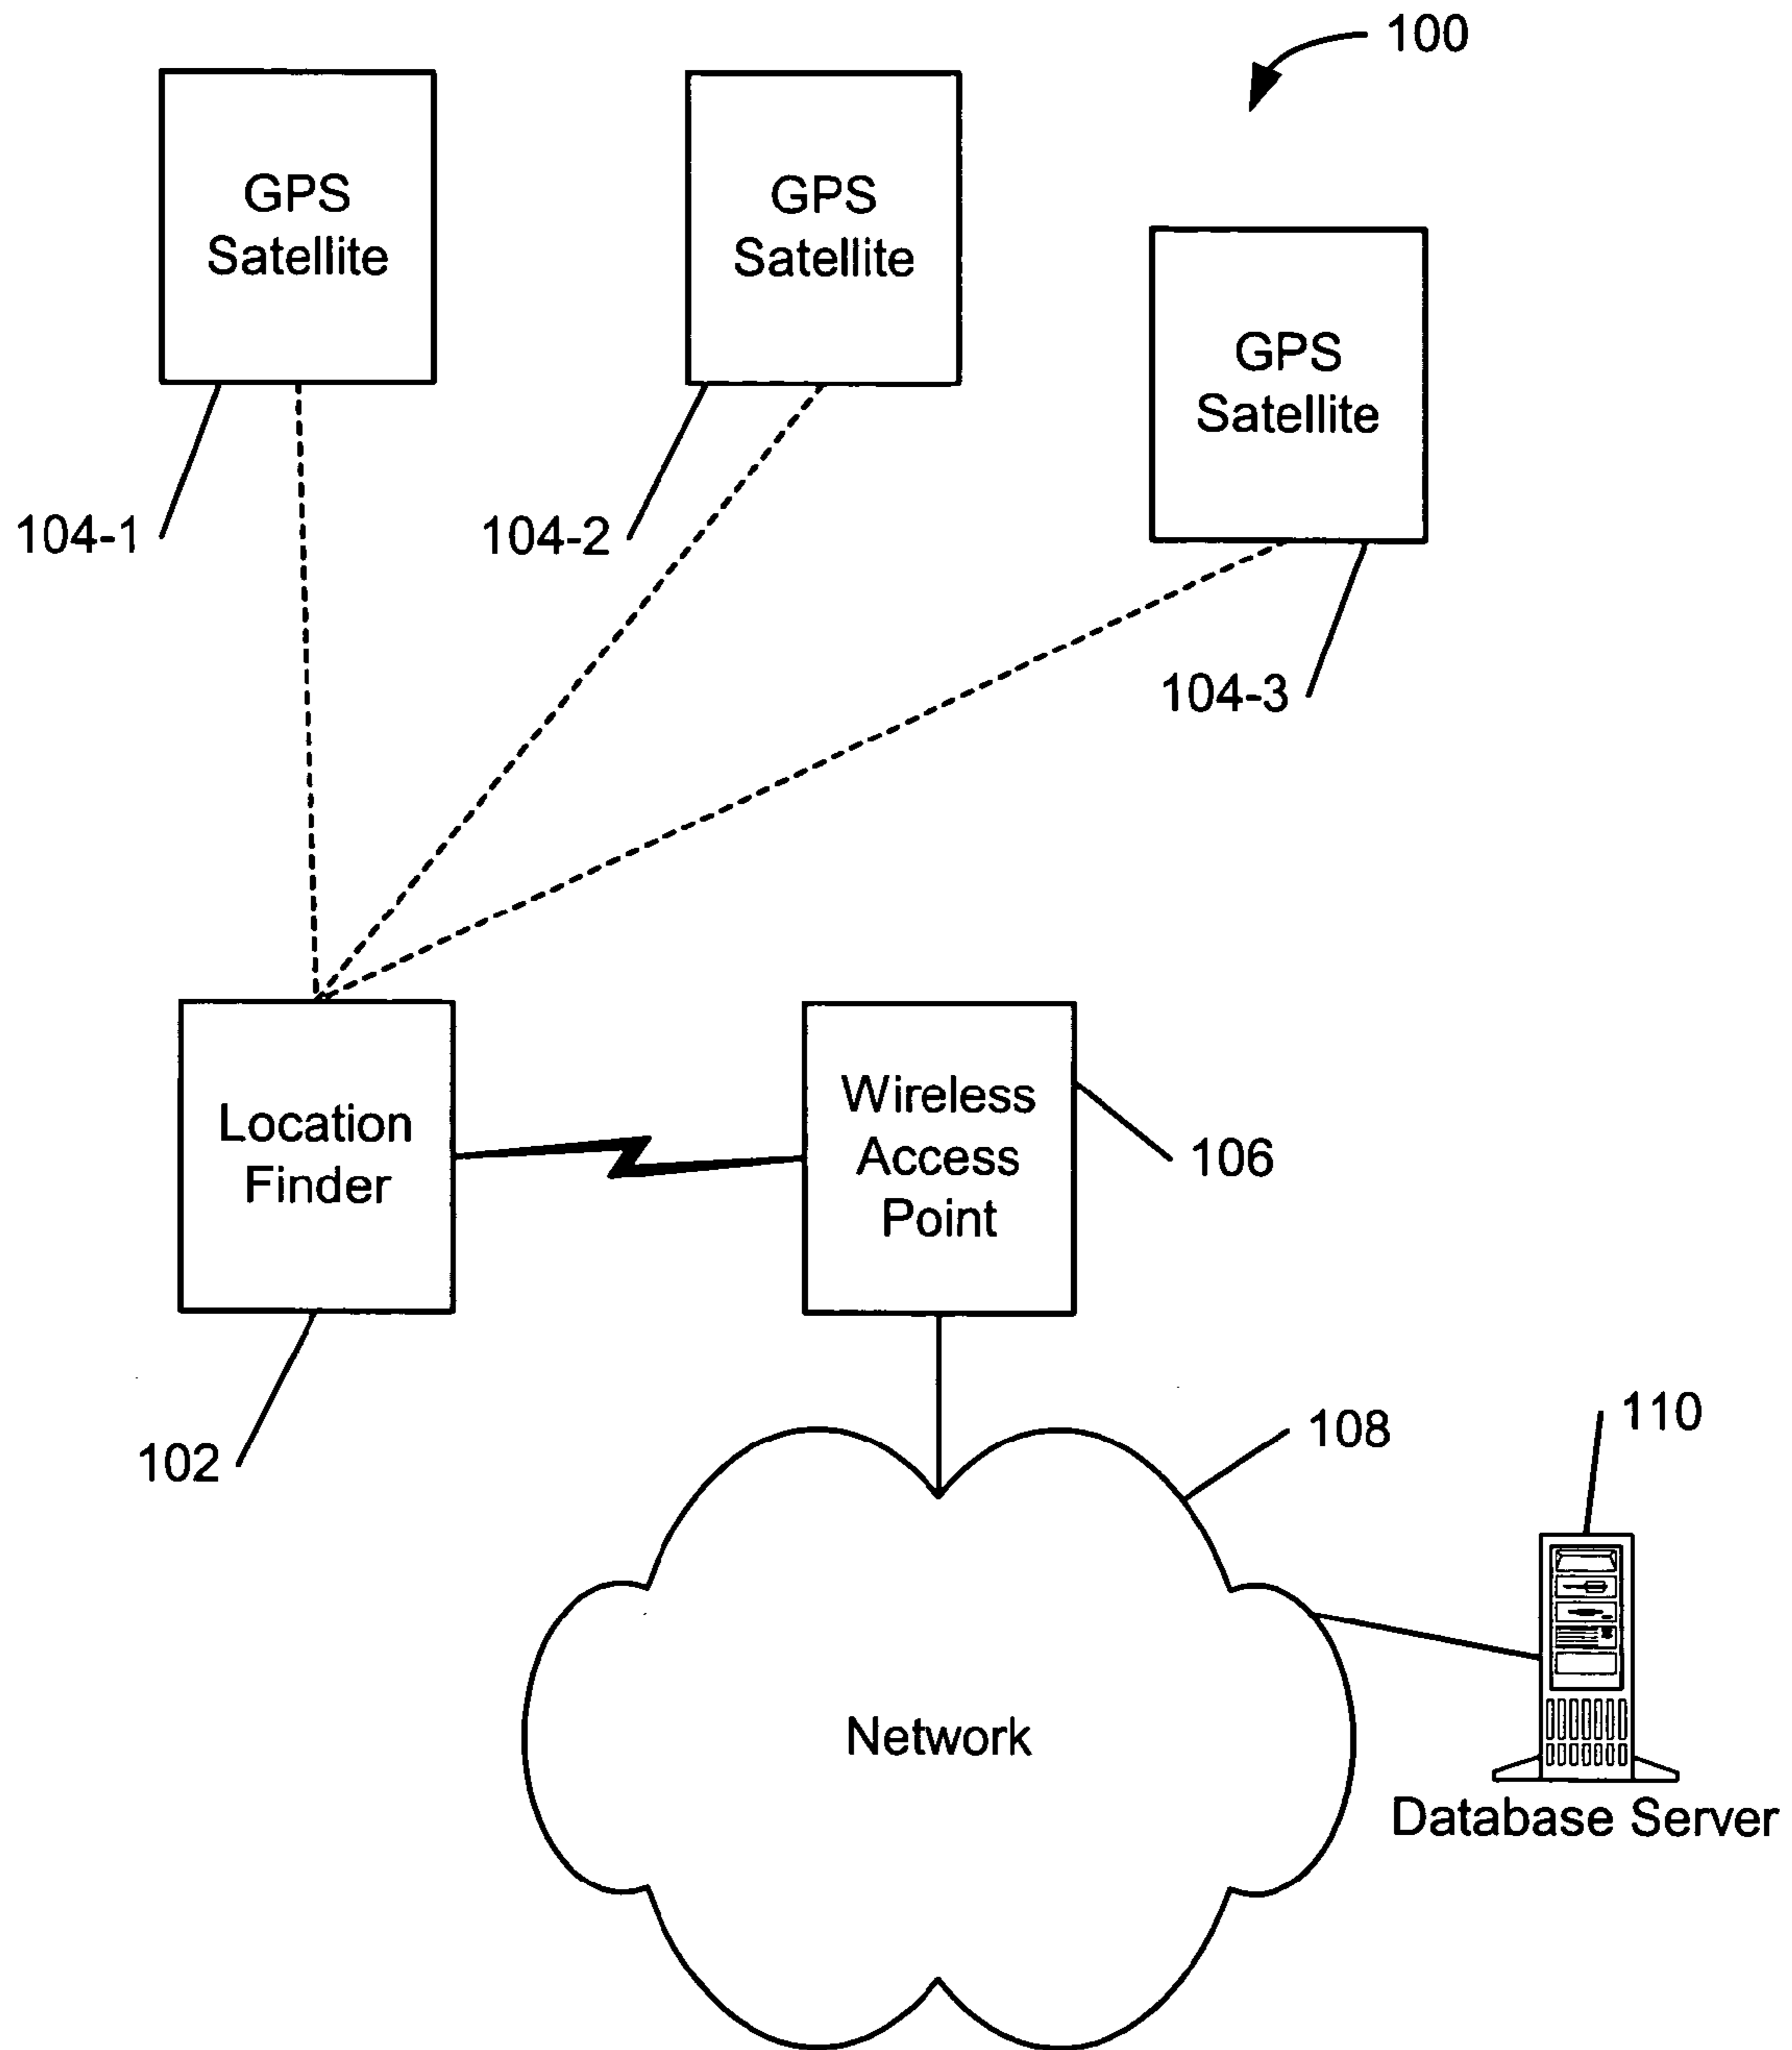 100
GPS
Satellite
GPS
Satellite
GPS
Satellite
104-1
104-2
104-3
Location
Finder
Wireless
Access
Point
106
102
108
110
Network
Database Server